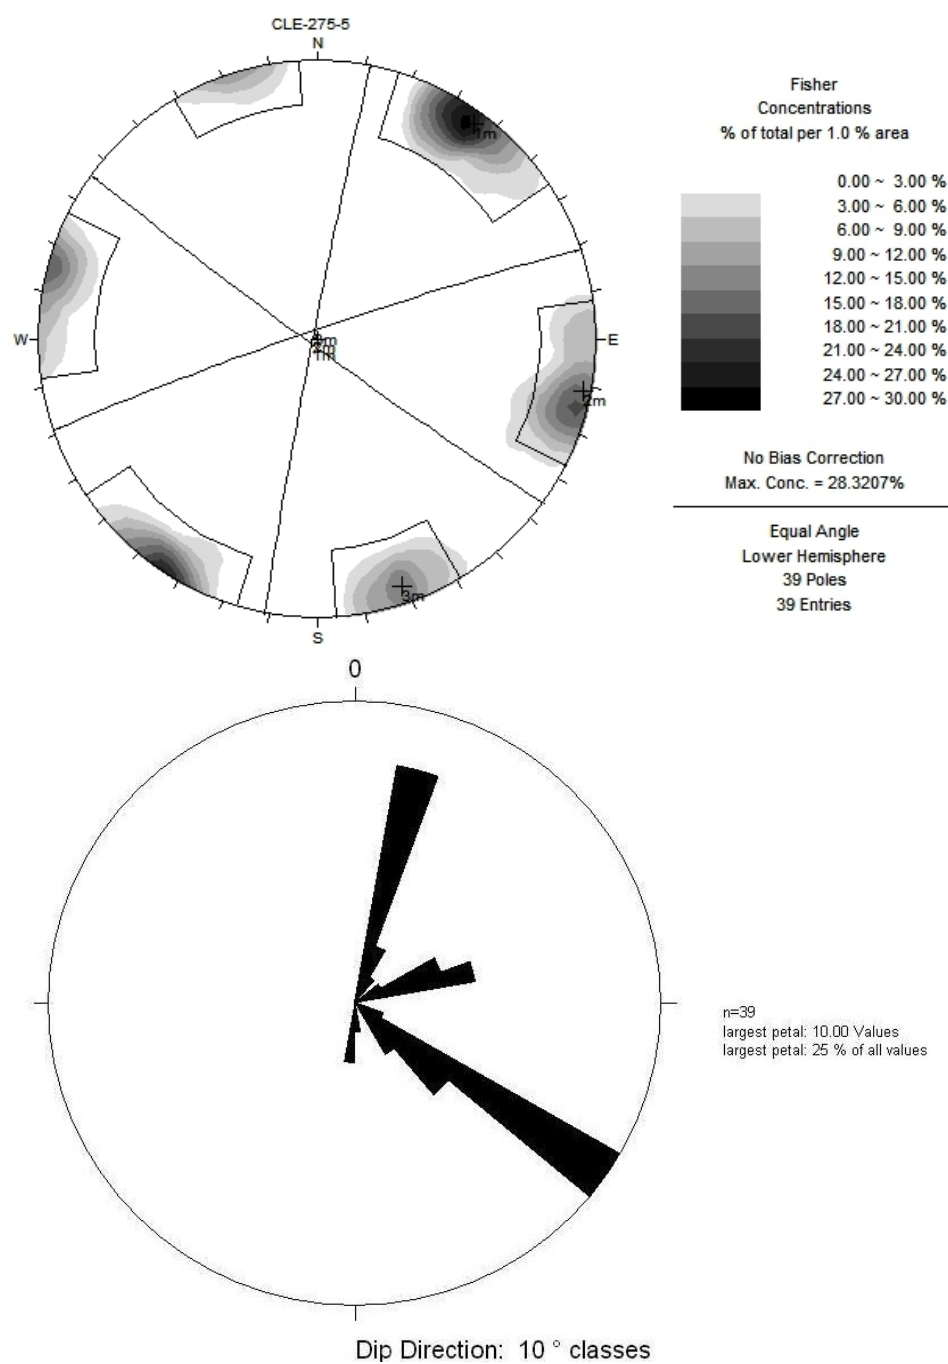 CLE-275-5
N
Fisher
Concentrations
% of total per 1.0 % area
0.00 ~ 3.00 %
3.00 ~ 6.00 %
6.00 ~ 9.00 %
9.00 ~ 12.00 %
12.00 ~ 15.00 %
15.00 ~ 18.00 %
18.00 ~ 21.00 %
21.00 ~ 24.00 %
24.00 ~ 27.00 %
27.00 ~ 30.00 %
No Bias Correction
Max. Conc. = 28.3207%
Equal Angle
Lower Hemisphere
39 Poles
39 Entries
1m
W
E
2m
3m
S
0
n=39
largest petal: 10.00 Values
largest petal: 25 % of all values
Dip Direction: 10 ° classes